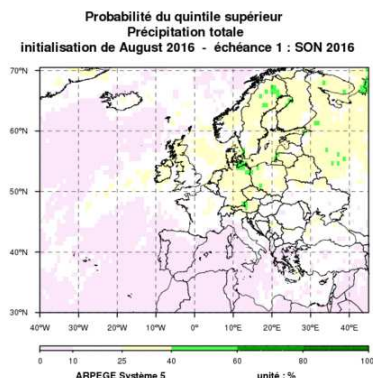 Probabilité du quintile supérieur
Précipitation totale
initialisation de August 2016 - échéance 1 : SON 2016
70°N
60°N
50°N
40°N
30°N
40°W 30°W 20°W 10°W 0° 10°E 20°E 30°E 40°E
0 10 25 40 60 80 100
ARPEGE Système 5 unité : %